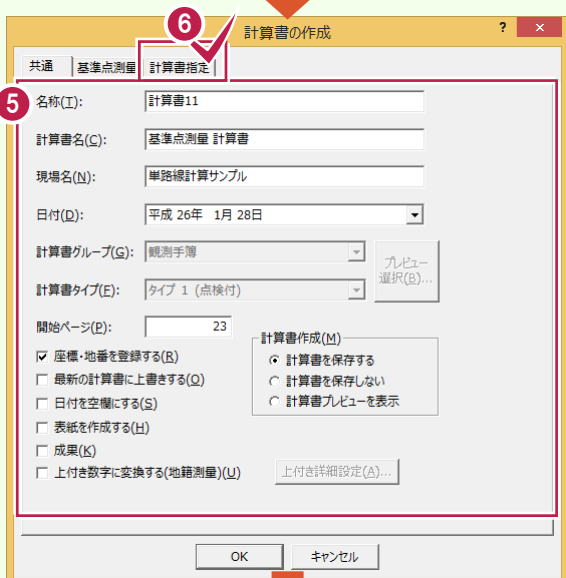 6
計算書の作成
? ×
共通 基準点測量 計算書指定
5
名称(T): 計算書11
計算書名(C): 基準点測量 計算書
現場名(N): 単路線計算サンプル
日付(D): 平成 26年 1月 28日
計算書グループ(G): 観測手簿
プレビュー
選択(B)...
計算書タイプ(E): タイプ 1 (点検付)
開始ページ(P): 23
計算書作成(M)
座標・地番を登録する(R)
計算書を保存する
最新の計算書に上書きする(O)
計算書を保存しない
日付を空欄にする(S)
計算書プレビューを表示
表紙を作成する(H)
成果(K)
上付き数字に変換する(地籍測量)(U)
上付き詳細設定(A)...
OK キャンセル